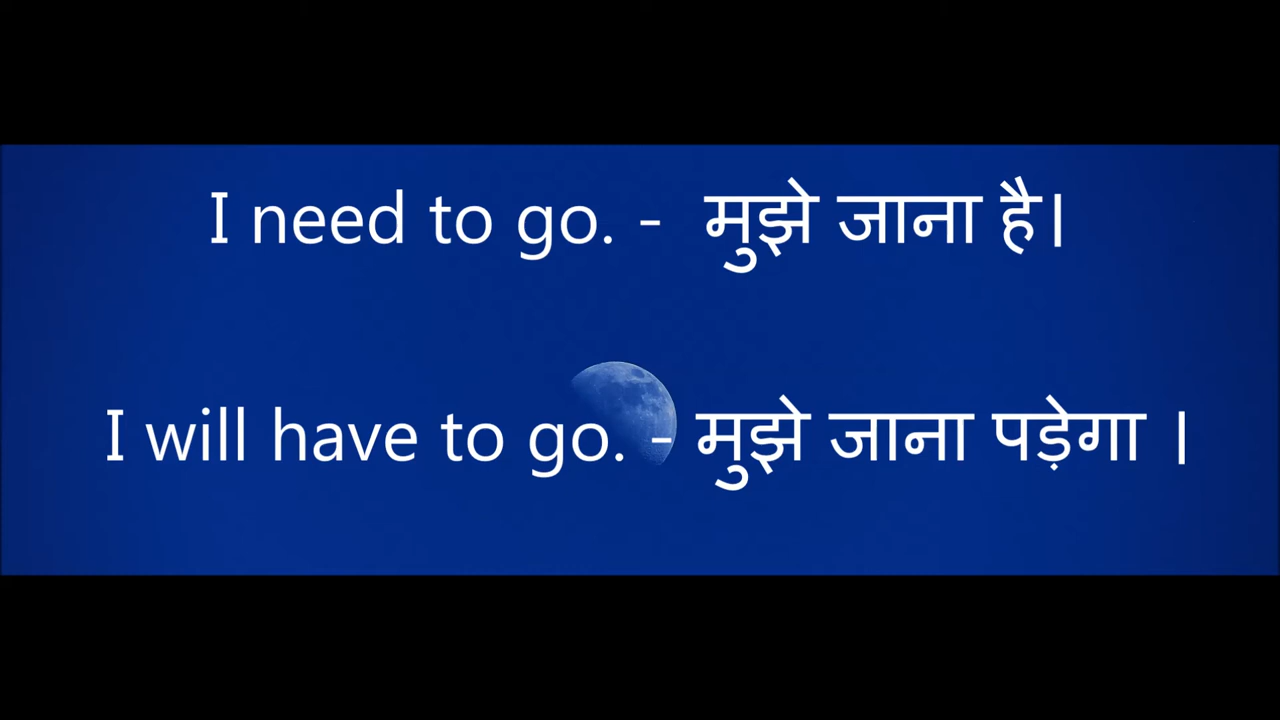 I need to go. - मुझे जाना है।
I will have to go. - मुझे जाना पड़ेगा ।